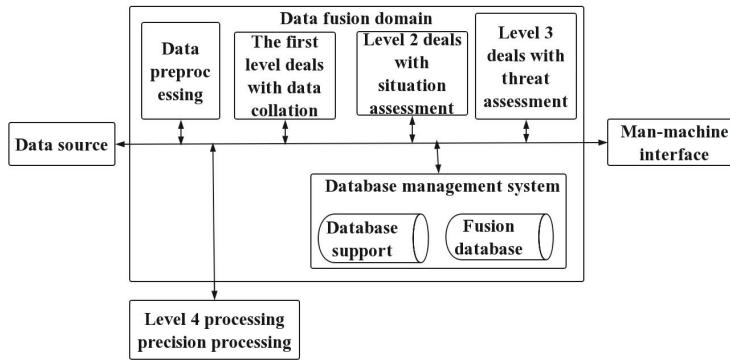 Data fusion domain
Data
preproc
essing
The first
level deals
with data
collation
Level 2 deals
with
situation
assessment
Level 3
deals with
threat
assessment
Data source
Man-machine
interface
Database management system
Database
support
Fusion
database
Level 4 processing
precision processing